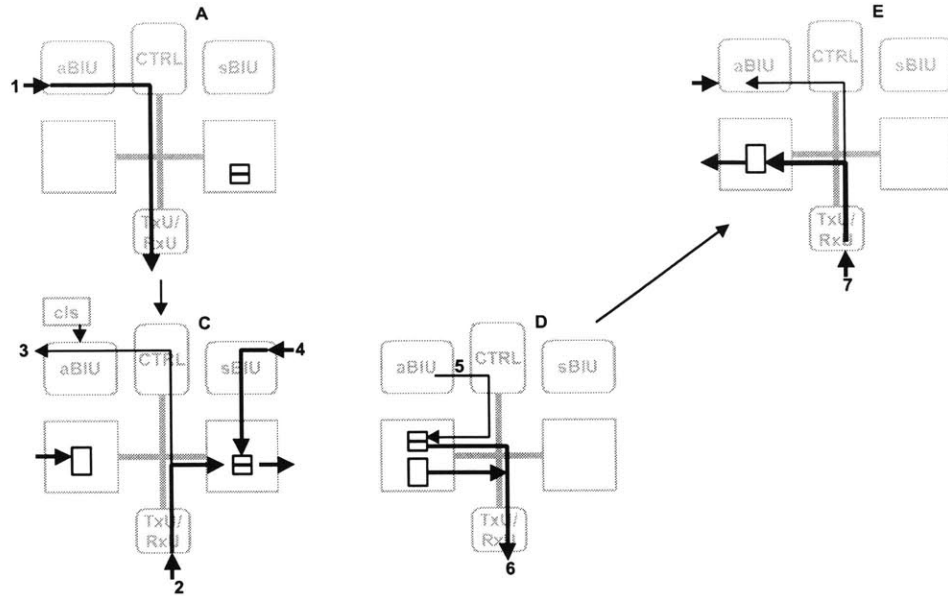 A
aBIU
CTRL
sBIU
1
TxU/
RxU
E
aBIU
CTRL
sBIU
TxU/
RxU
7
cls
C
3
aBIU
CTRL
sBIU
4
TxU/
RxU
2
D
aBIU
5
CTRL
sBIU
TxU/
RxU
6